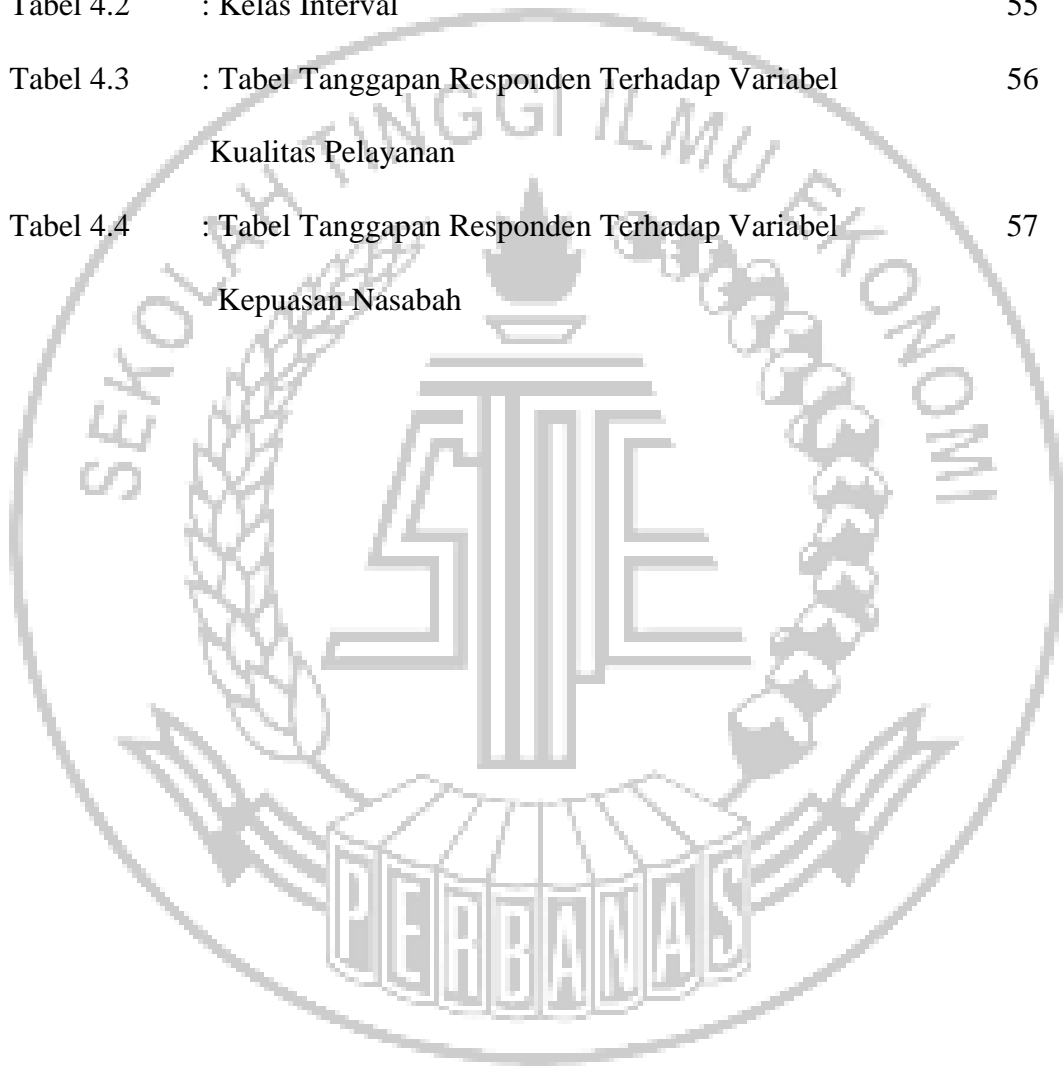 Tabel 4.2 : Kelas Interval 55
Tabel 4.3 : Tabel Tanggapan Responden Terhadap Variabel 56
Kualitas Pelayanan
Tabel 4.4 : Tabel Tanggapan Responden Terhadap Variabel 57
Kepuasan Nasabah
SEKOLAH TINGGI ILMU EKONOMI
STIE
PERBANAS